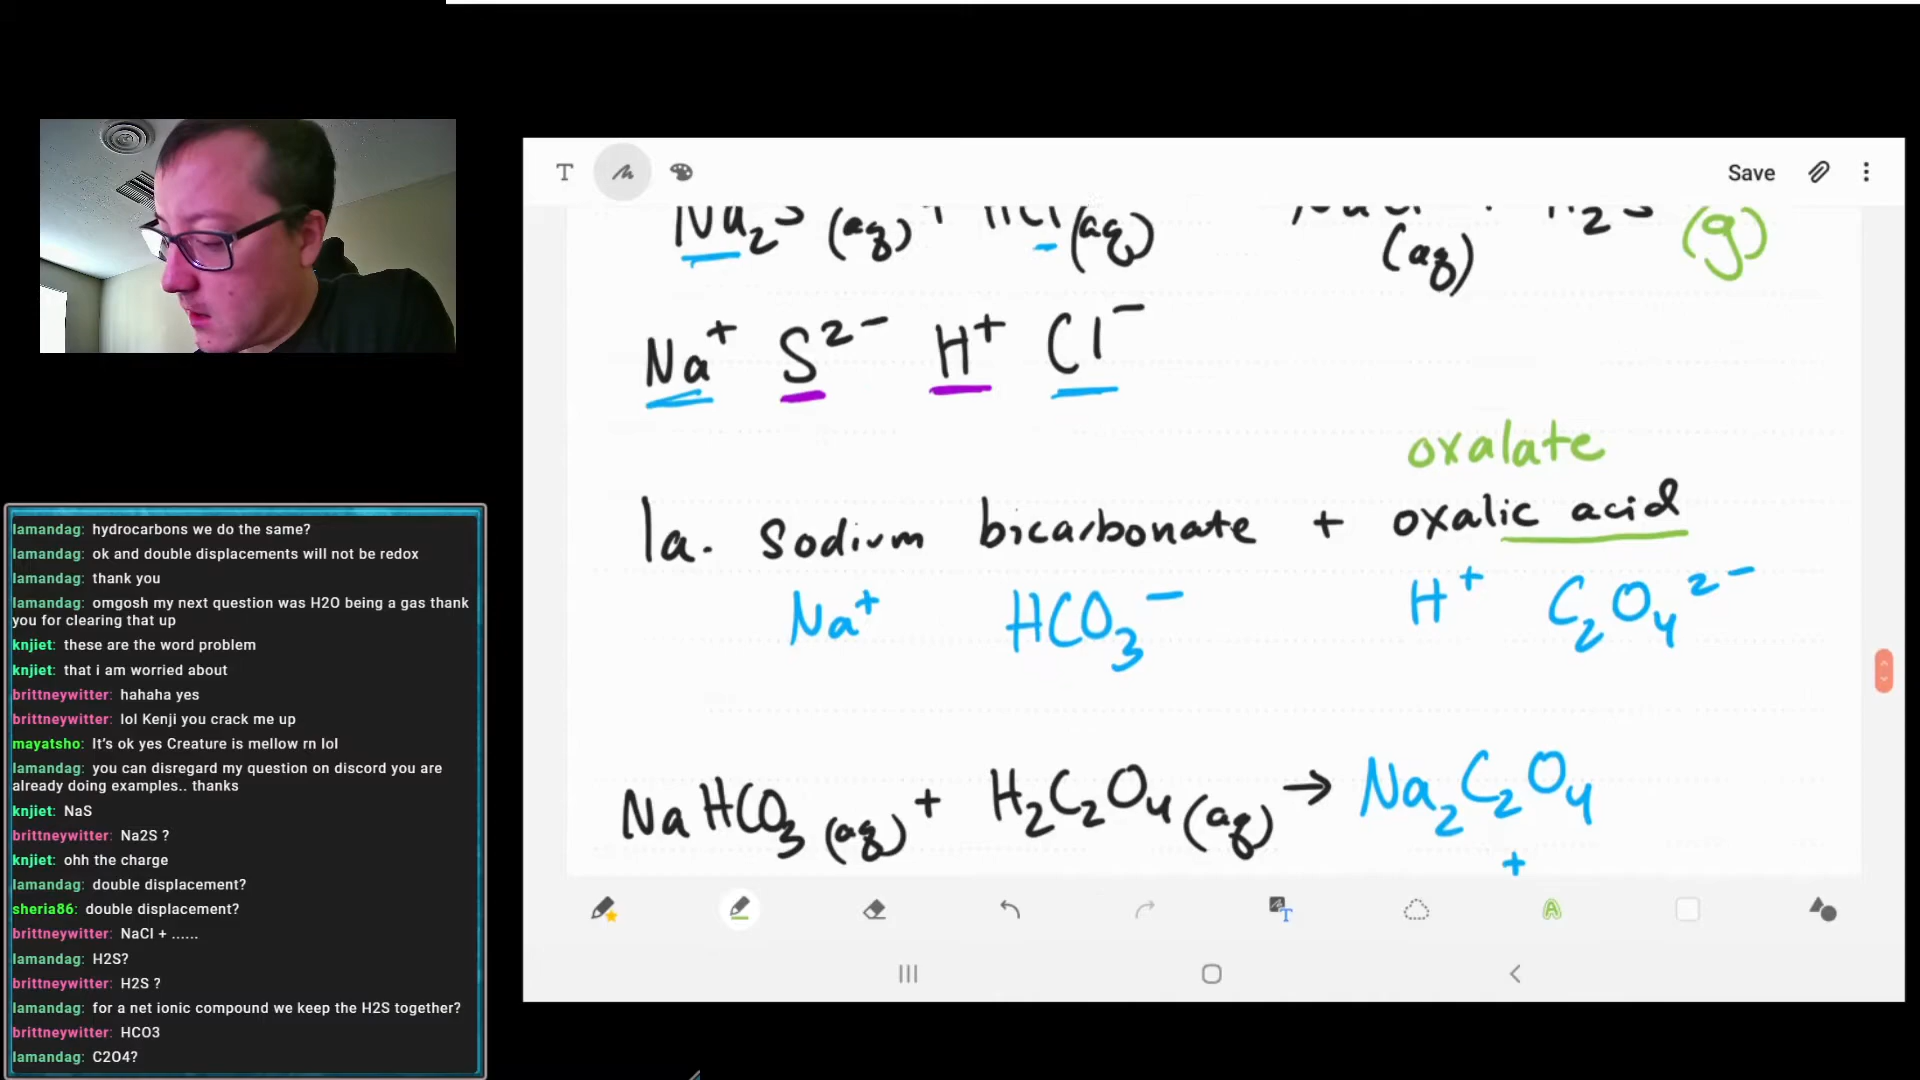 Save
Na₂S (aq) + HCl (aq) NaCl (aq) + H₂S (g)
Na⁺ S²⁻ H⁺ Cl⁻
oxalate
1a. Sodium bicarbonate + oxalic acid
Na⁺ HCO₃⁻ H⁺ C₂O₄²⁻
NaHCO₃ (aq) + H₂C₂O₄ (aq) → Na₂C₂O₄
+
lamandag: hydrocarbons we do the same?
lamandag: ok and double displacements will not be redox
lamandag: thank you
lamandag: omgosh my next question was H2O being a gas thank
you for clearing that up
knjiet: these are the word problem
knjiet: that i am worried about
brittneywitter: hahaha yes
brittneywitter: lol Kenji you crack me up
mayatsho: It's ok yes Creature is mellow rn lol
lamandag: you can disregard my question on discord you are
already doing examples.. thanks
knjiet: NaS
brittneywitter: Na2S ?
knjiet: ohh the charge
lamandag: double displacement?
sheria86: double displacement?
brittneywitter: NaCl + ......
lamandag: H2S?
brittneywitter: H2S ?
lamandag: for a net ionic compound we keep the H2S together?
brittneywitter: HCO3
lamandag: C2O4?